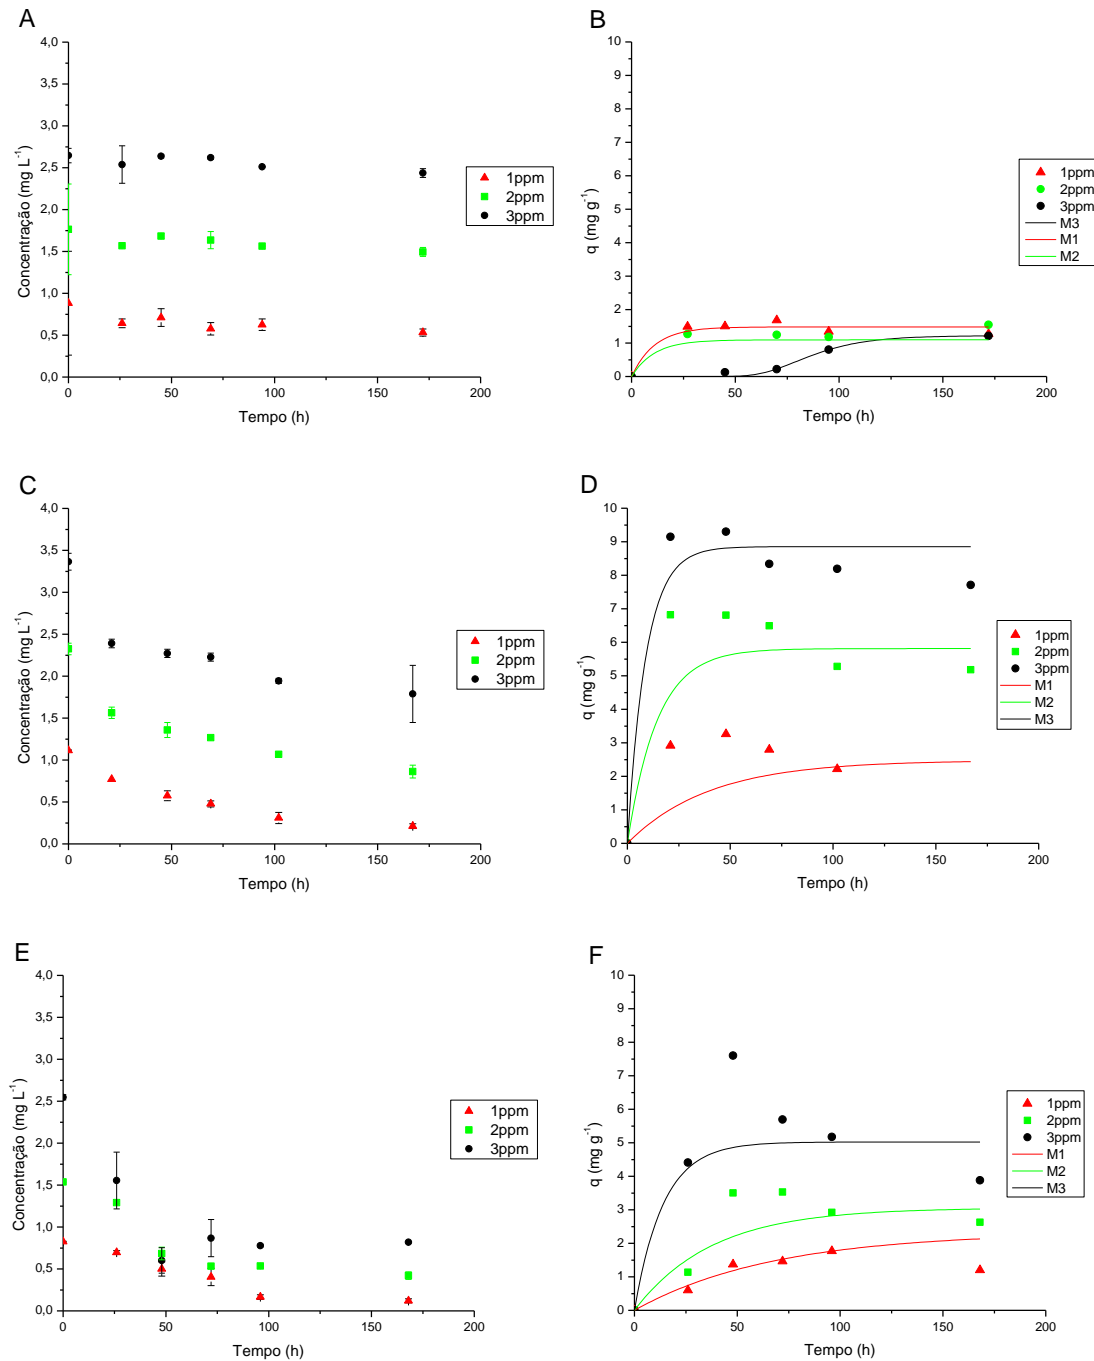 A
4,0
3,5
3,0
2,5
2,0
1,5
1,0
0,5
0,0
Concentração (mg L⁻¹)
0 50 100 150 200
Tempo (h)
1ppm
2ppm
3ppm
B
10
9
8
7
6
5
4
3
2
1
0
q (mg g⁻¹)
0 25 50 75 100 125 150 175 200
Tempo (h)
1ppm
2ppm
3ppm
M3
M1
M2
C
4,0
3,5
3,0
2,5
2,0
1,5
1,0
0,5
0,0
Concentração (mg L⁻¹)
0 50 100 150 200
Tempo (h)
1ppm
2ppm
3ppm
D
10
9
8
7
6
5
4
3
2
1
0
q (mg g⁻¹)
0 50 100 150 200
Tempo (h)
1ppm
2ppm
3ppm
M1
M2
M3
E
4,0
3,5
3,0
2,5
2,0
1,5
1,0
0,5
0,0
Concentração (mg L⁻¹)
0 50 100 150 200
Tempo (h)
1ppm
2ppm
3ppm
F
10
9
8
7
6
5
4
3
2
1
0
q (mg g⁻¹)
0 50 100 150 200
Tempo (h)
1ppm
2ppm
3ppm
M1
M2
M3